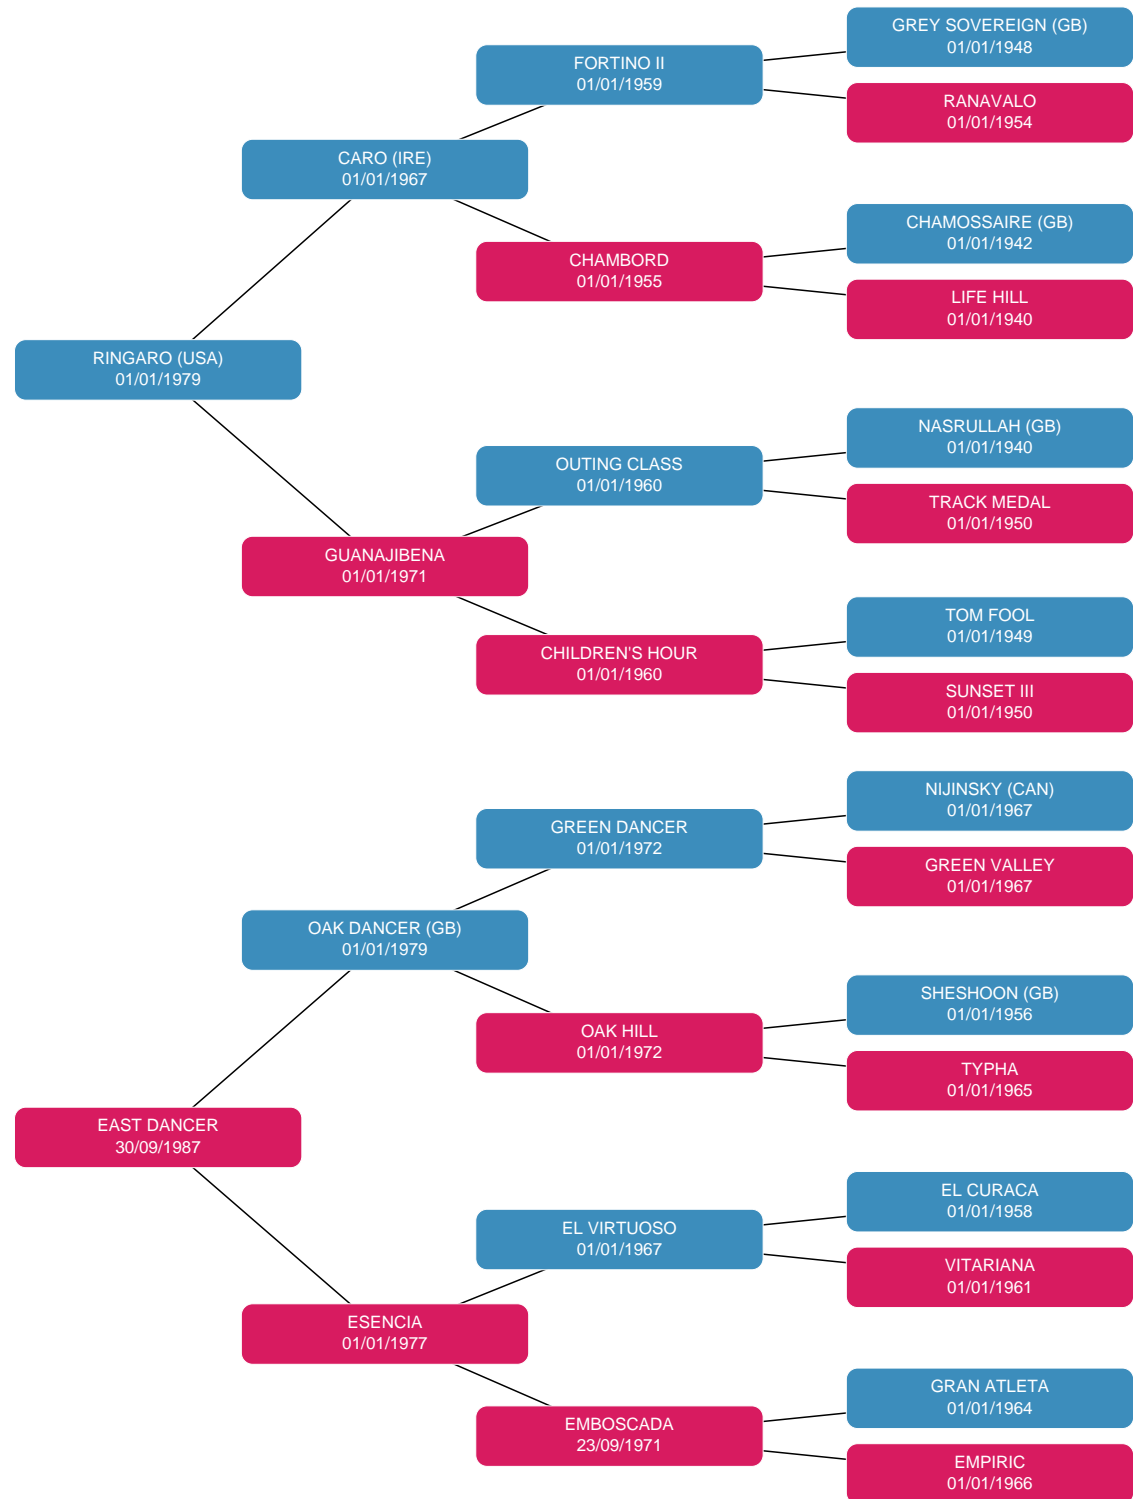 GREY SOVEREIGN (GB)
01/01/1948
FORTINO II
01/01/1959
RANAVALO
01/01/1954
CARO (IRE)
01/01/1967
CHAMOSSAIRE (GB)
01/01/1942
CHAMBORD
01/01/1955
LIFE HILL
01/01/1940
RINGARO (USA)
01/01/1979
NASRULLAH (GB)
01/01/1940
OUTING CLASS
01/01/1960
TRACK MEDAL
01/01/1950
GUANAJIBENA
01/01/1971
TOM FOOL
01/01/1949
CHILDREN'S HOUR
01/01/1960
SUNSET III
01/01/1950
NIJINSKY (CAN)
01/01/1967
GREEN DANCER
01/01/1972
GREEN VALLEY
01/01/1967
OAK DANCER (GB)
01/01/1979
SHESHOON (GB)
01/01/1956
OAK HILL
01/01/1972
TYPHA
01/01/1965
EAST DANCER
30/09/1987
EL CURACA
01/01/1958
EL VIRTUOSO
01/01/1967
VITARIANA
01/01/1961
ESENCIA
01/01/1977
GRAN ATLETA
01/01/1964
EMBOSCADA
23/09/1971
EMPIRIC
01/01/1966